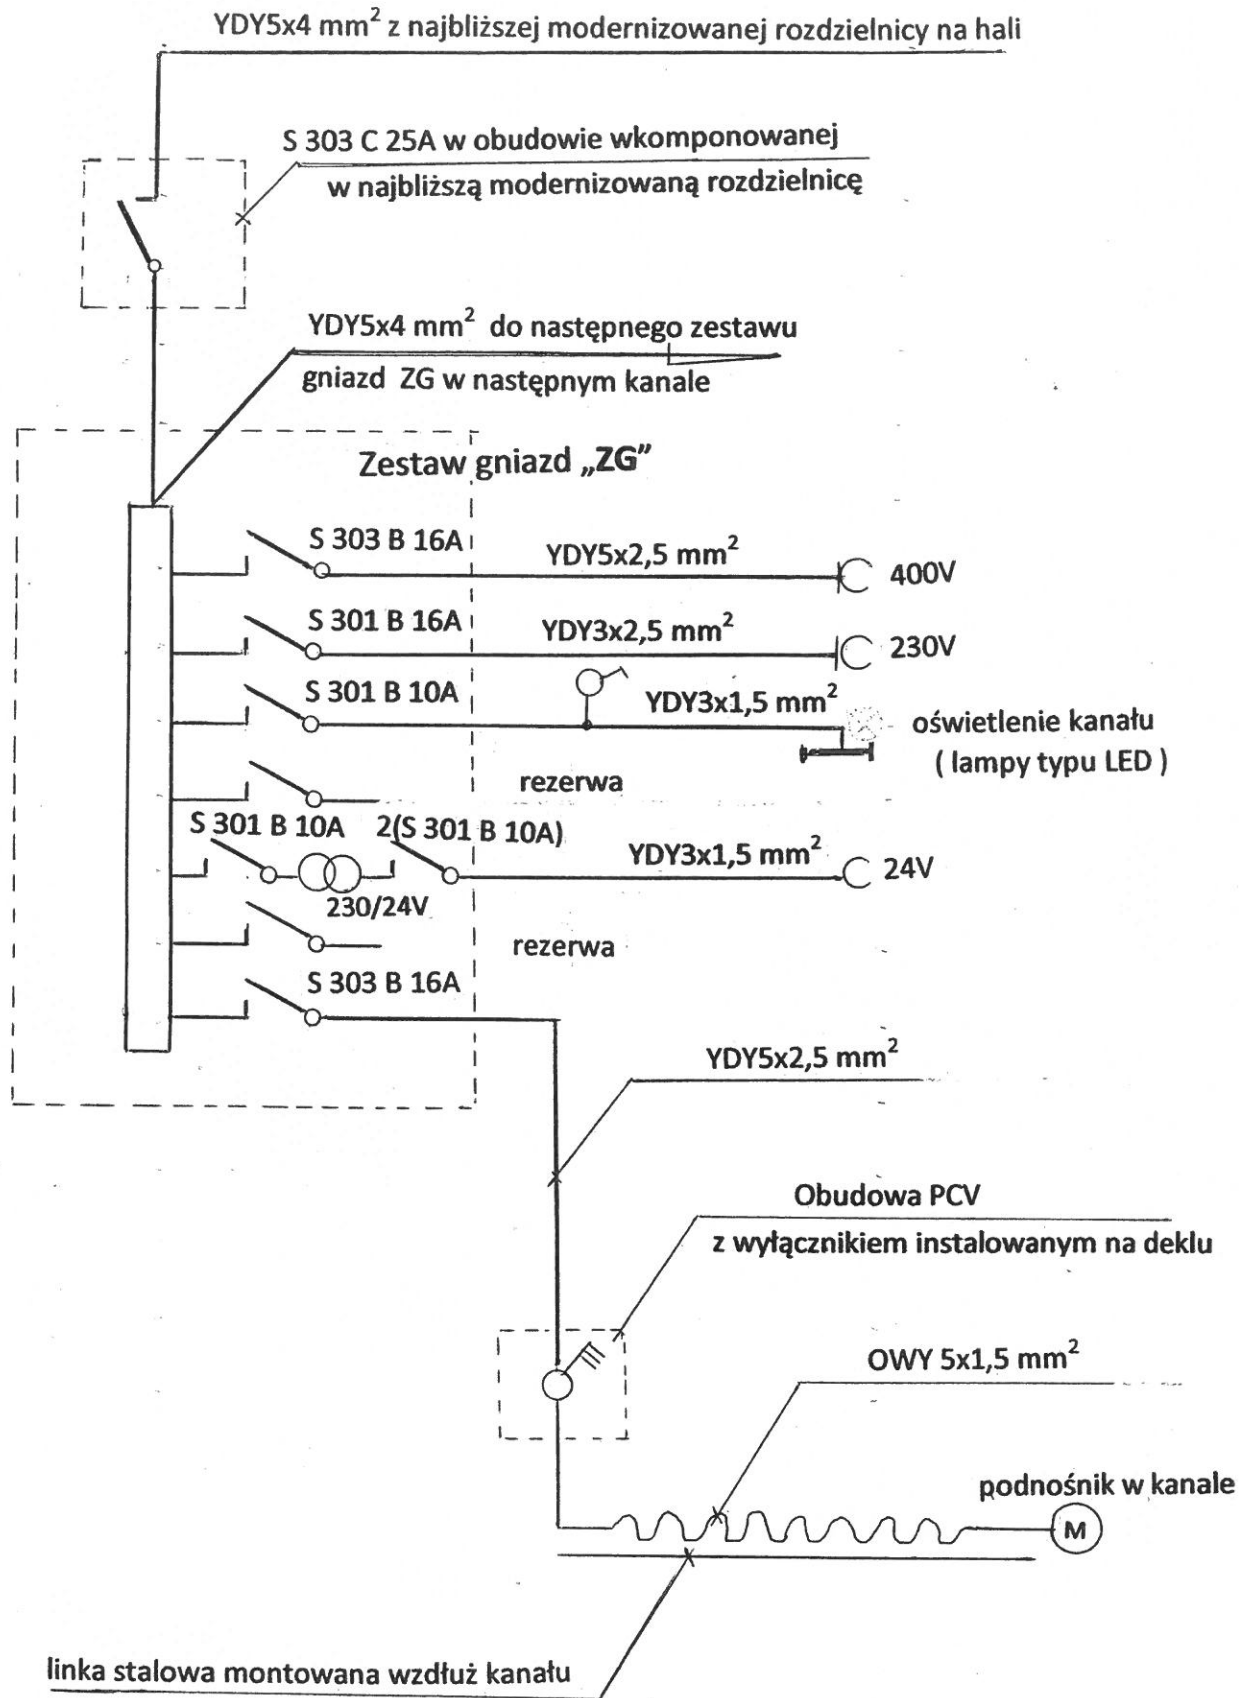 YDY5x4 mm² z najbliższej modernizowanej rozdzielnicy na hali
S 303 C 25A w obudowie wkomponowanej
w najbliższą modernizowaną rozdzielnicę
YDY5x4 mm² do następnego zestawu
gniazd ZG w następnym kanale
Zestaw gniazd „ZG”
S 303 B 16A
YDY5x2,5 mm²
400V
S 301 B 16A
YDY3x2,5 mm²
230V
S 301 B 10A
YDY3x1,5 mm²
oświetlenie kanału
( lampy typu LED )
rezerwa
S 301 B 10A
2(S 301 B 10A)
YDY3x1,5 mm²
24V
230/24V
rezerwa
S 303 B 16A
YDY5x2,5 mm²
Obudowa PCV
z wyłącznikiem instalowanym na deklu
OWY 5x1,5 mm²
podnośnik w kanale
M
linka stalowa montowana wzdłuż kanału